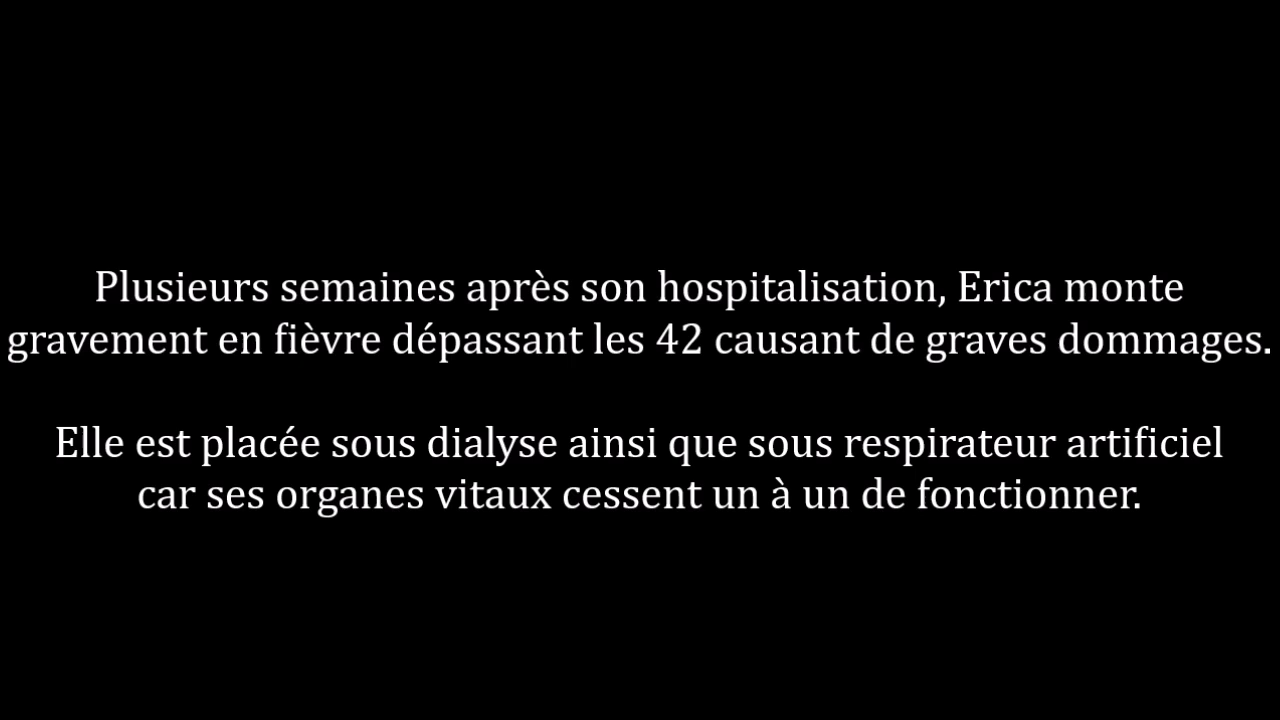 Plusieurs semaines après son hospitalisation, Erica monte
gravement en fièvre dépassant les 42 causant de graves dommages.
Elle est placée sous dialyse ainsi que sous respirateur artificiel
car ses organes vitaux cessent un à un de fonctionner.